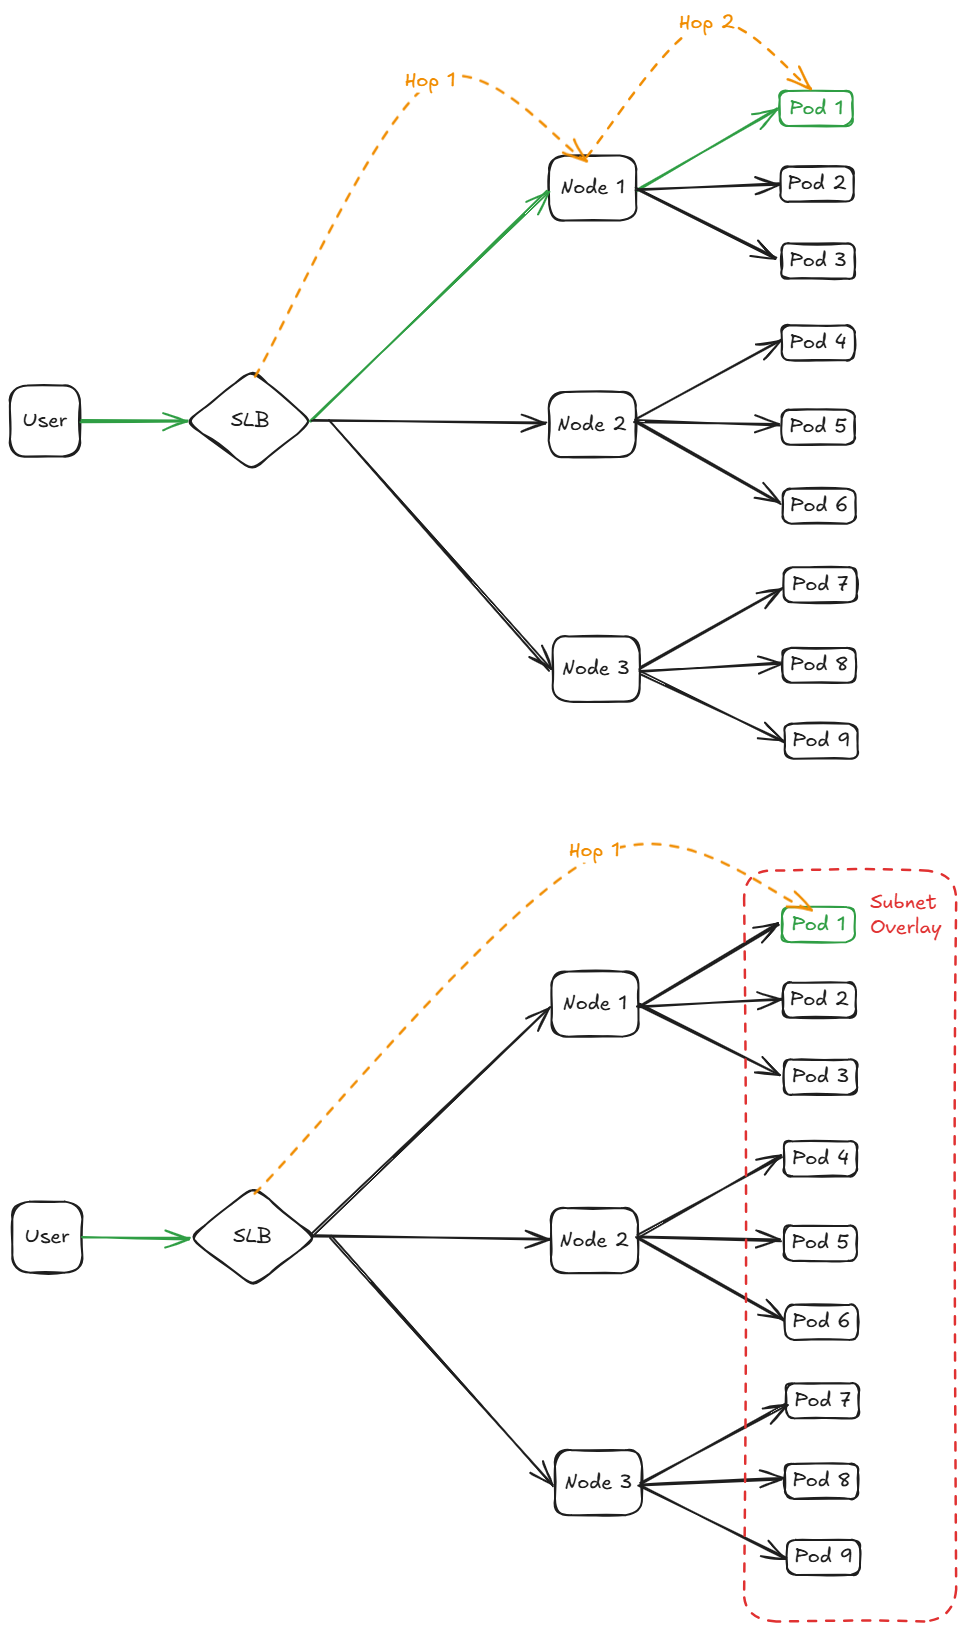 Hop 2
Hop 1
Pod 1
Node 1
Pod 2
Pod 3
Pod 4
User
SLB
Node 2
Pod 5
Pod 6
Pod 7
Node 3
Pod 8
Pod 9
Hop 1
Subnet
Overlay
Pod 1
Node 1
Pod 2
Pod 3
Pod 4
User
SLB
Node 2
Pod 5
Pod 6
Pod 7
Node 3
Pod 8
Pod 9